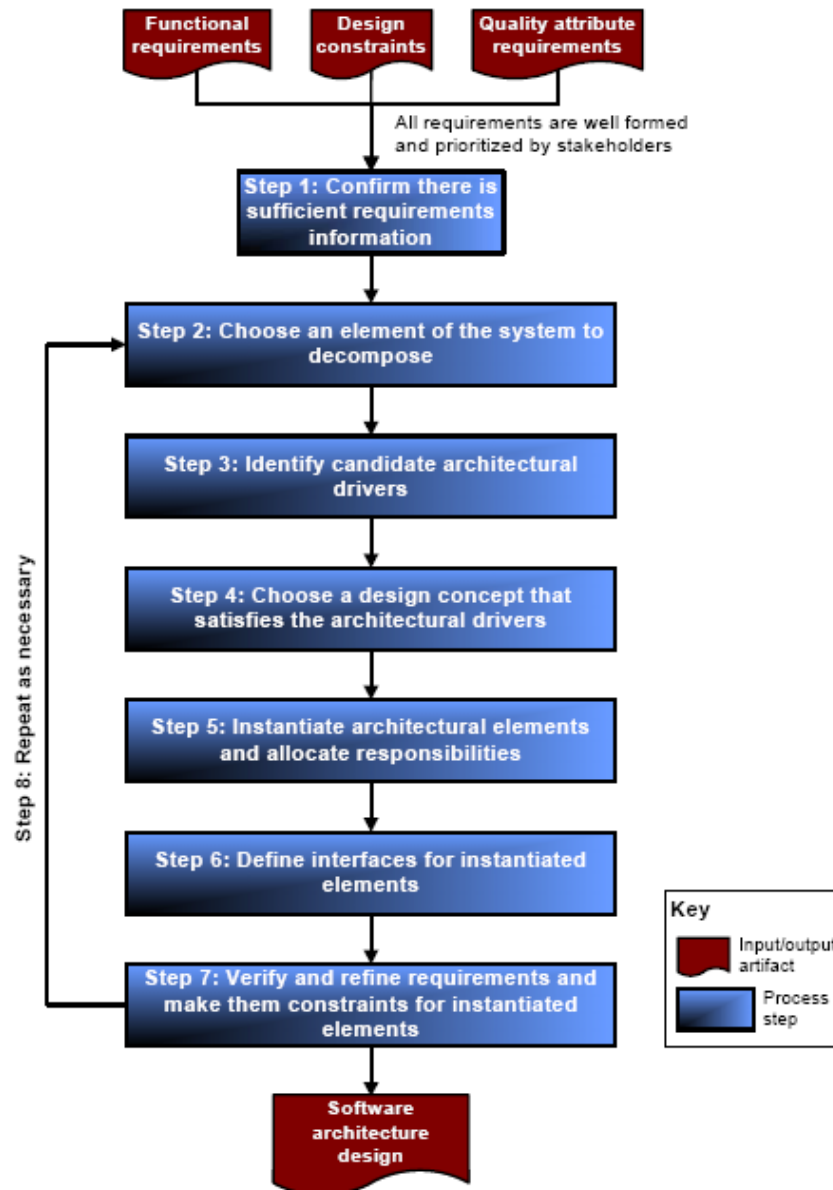 Functional
requirements
Design
constraints
Quality attribute
requirements
All requirements are well formed
and prioritized by stakeholders
Step 1: Confirm there is
sufficient requirements
information
Step 2: Choose an element of the system to
decompose
Step 3: Identify candidate architectural
drivers
Step 4: Choose a design concept that
satisfies the architectural drivers
Step 5: Instantiate architectural elements
and allocate responsibilities
Step 6: Define interfaces for instantiated
elements
Step 7: Verify and refine requirements and
make them constraints for instantiated
elements
Step 8: Repeat as necessary
Software
architecture
design
Key
Input/output
artifact
Process
step